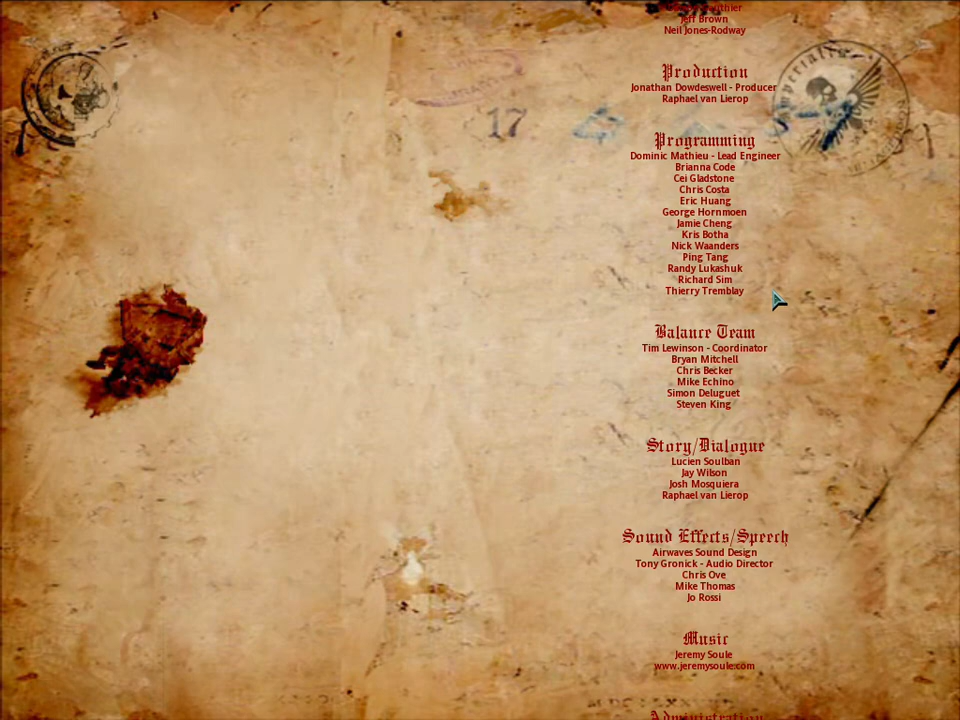 Jeff Brown
Neil Jones-Rodway
Production
Jonathan Dowdeswell - Producer
Raphael van Lierop
17
Programming
Dominic Mathieu - Lead Engineer
Brianna Code
Cei Gladstone
Chris Costa
Eric Huang
George Hornmoen
Jamie Cheng
Kris Botha
Nick Waanders
Ping Tang
Randy Lukashuk
Richard Sim
Thierry Tremblay
Balance Team
Tim Lewinson - Coordinator
Bryan Mitchell
Chris Becker
Mike Echino
Simon Deluguet
Steven King
Story/Dialogue
Lucien Soulban
Jay Wilson
Josh Mosquiera
Raphael van Lierop
Sound Effects/Speech
Airwaves Sound Design
Tony Gronick - Audio Director
Chris Ove
Mike Thomas
Jo Rossi
Music
Jeremy Soule
www.jeremysoule.com
Administration